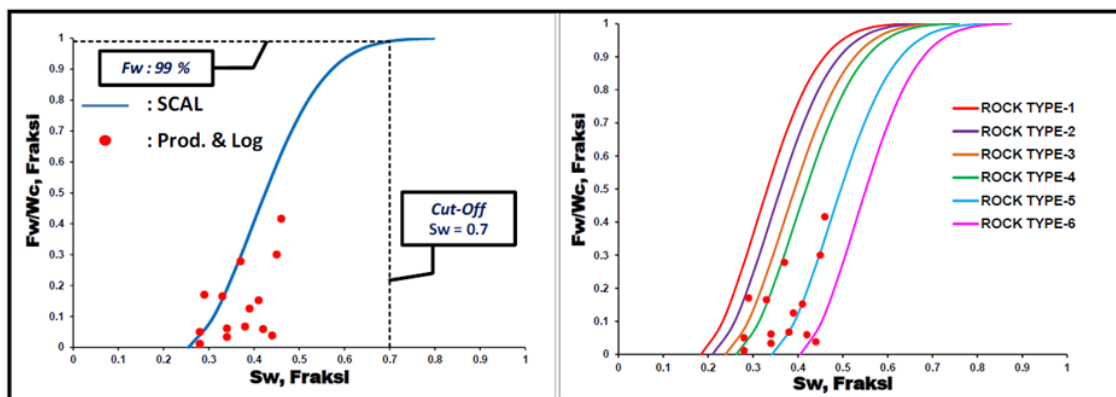 1
0.9
0.8
0.7
0.6
0.5
0.4
0.3
0.2
0.1
0
Fw/Wc, Fraksi
Fw : 99 %
: SCAL
: Prod. & Log
Cut-Off
Sw = 0.7
0 0.1 0.2 0.3 0.4 0.5 0.6 0.7 0.8 0.9 1
Sw, Fraksi
1
0.9
0.8
0.7
0.6
0.5
0.4
0.3
0.2
0.1
0
Fw/Wc, Fraksi
ROCK TYPE-1
ROCK TYPE-2
ROCK TYPE-3
ROCK TYPE-4
ROCK TYPE-5
ROCK TYPE-6
0 0.1 0.2 0.3 0.4 0.5 0.6 0.7 0.8 0.9 1
Sw, Fraksi